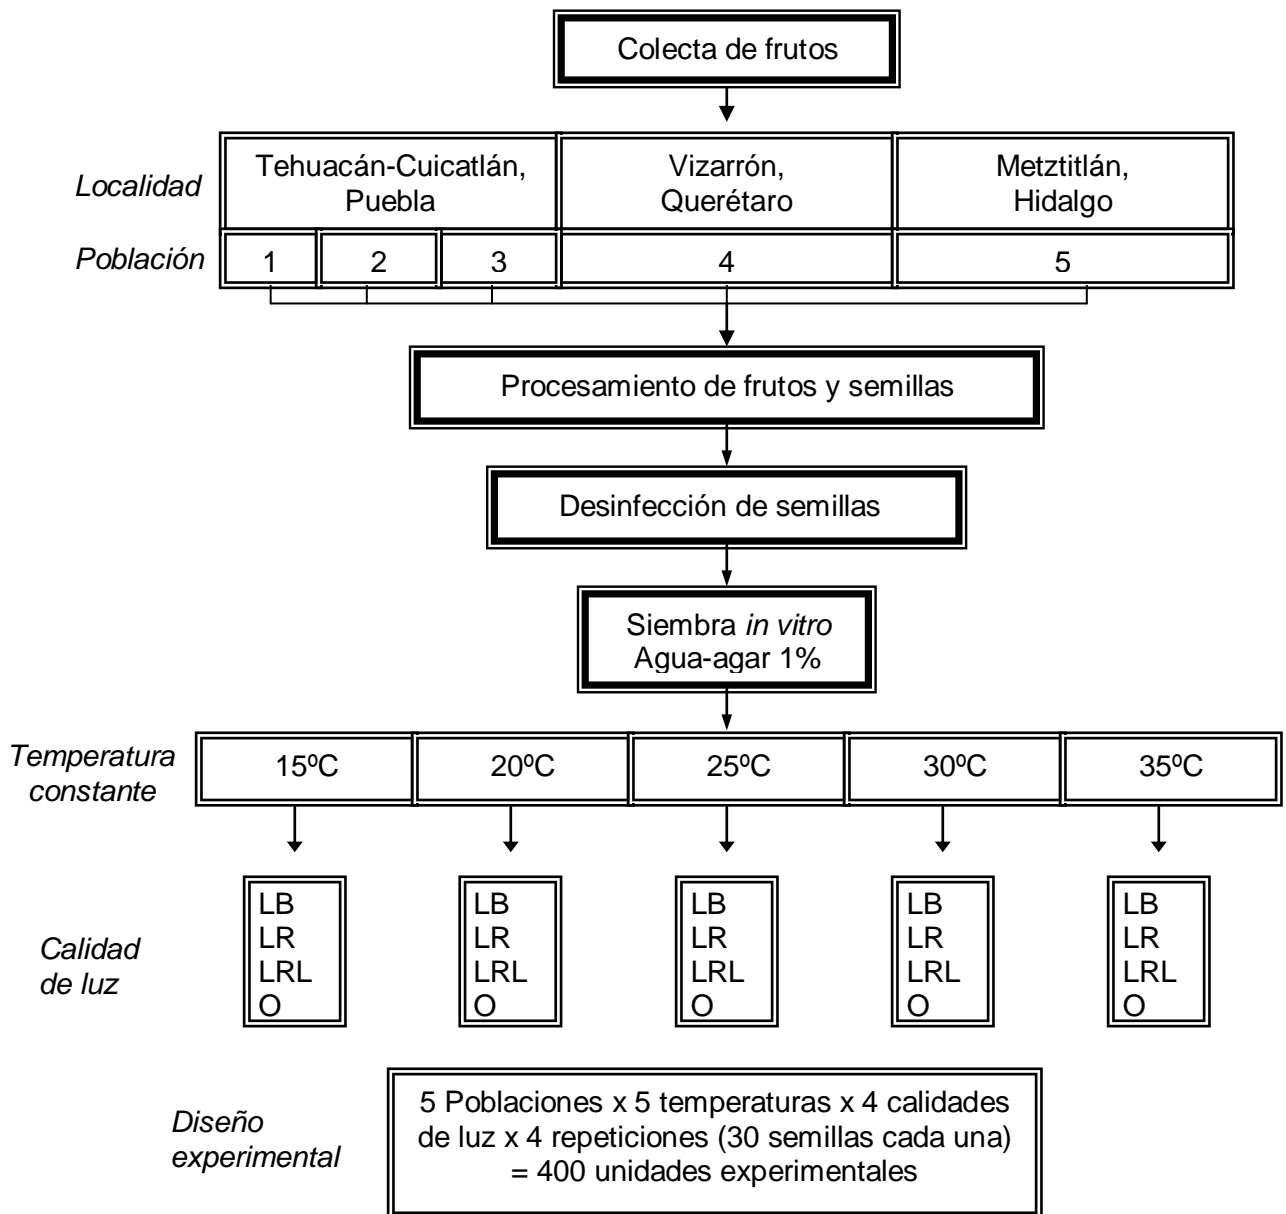 Colecta de frutos
Localidad
Tehuacán-Cuicatlán,
Puebla
Vizarrón,
Querétaro
Metztitlán,
Hidalgo
Población
1
2
3
4
5
Procesamiento de frutos y semillas
Desinfección de semillas
Siembra in vitro
Agua-agar 1%
Temperatura
constante
15ºC
20ºC
25ºC
30ºC
35ºC
Calidad
de luz
LB
LR
LRL
O
LB
LR
LRL
O
LB
LR
LRL
O
LB
LR
LRL
O
LB
LR
LRL
O
Diseño
experimental
5 Poblaciones x 5 temperaturas x 4 calidades
de luz x 4 repeticiones (30 semillas cada una)
= 400 unidades experimentales